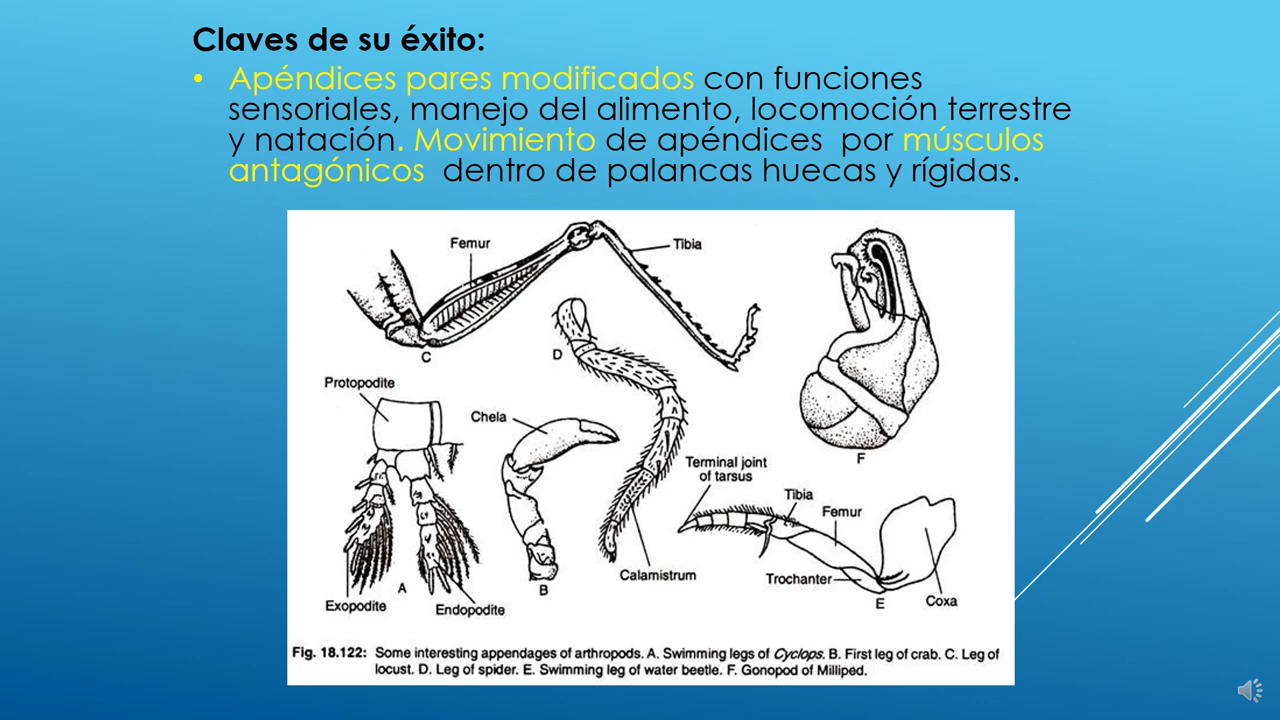 Claves de su éxito:
• Apéndices pares modificados con funciones
sensoriales, manejo del alimento, locomoción terrestre
y natación. Movimiento de apéndices por músculos
antagónicos dentro de palancas huecas y rígidas.
Femur
Tibia
C
D
Protopodite
Chela
F
Terminal joint
of tarsus
Tibia
Femur
Calamistrum
Trochanter
A
B
E
Coxa
Exopodite
Endopodite
Fig. 18.122: Some interesting appendages of arthropods. A. Swimming legs of Cyclops. B. First leg of crab. C. Leg of
locust. D. Leg of spider. E. Swimming leg of water beetle. F. Gonopod of Milliped.